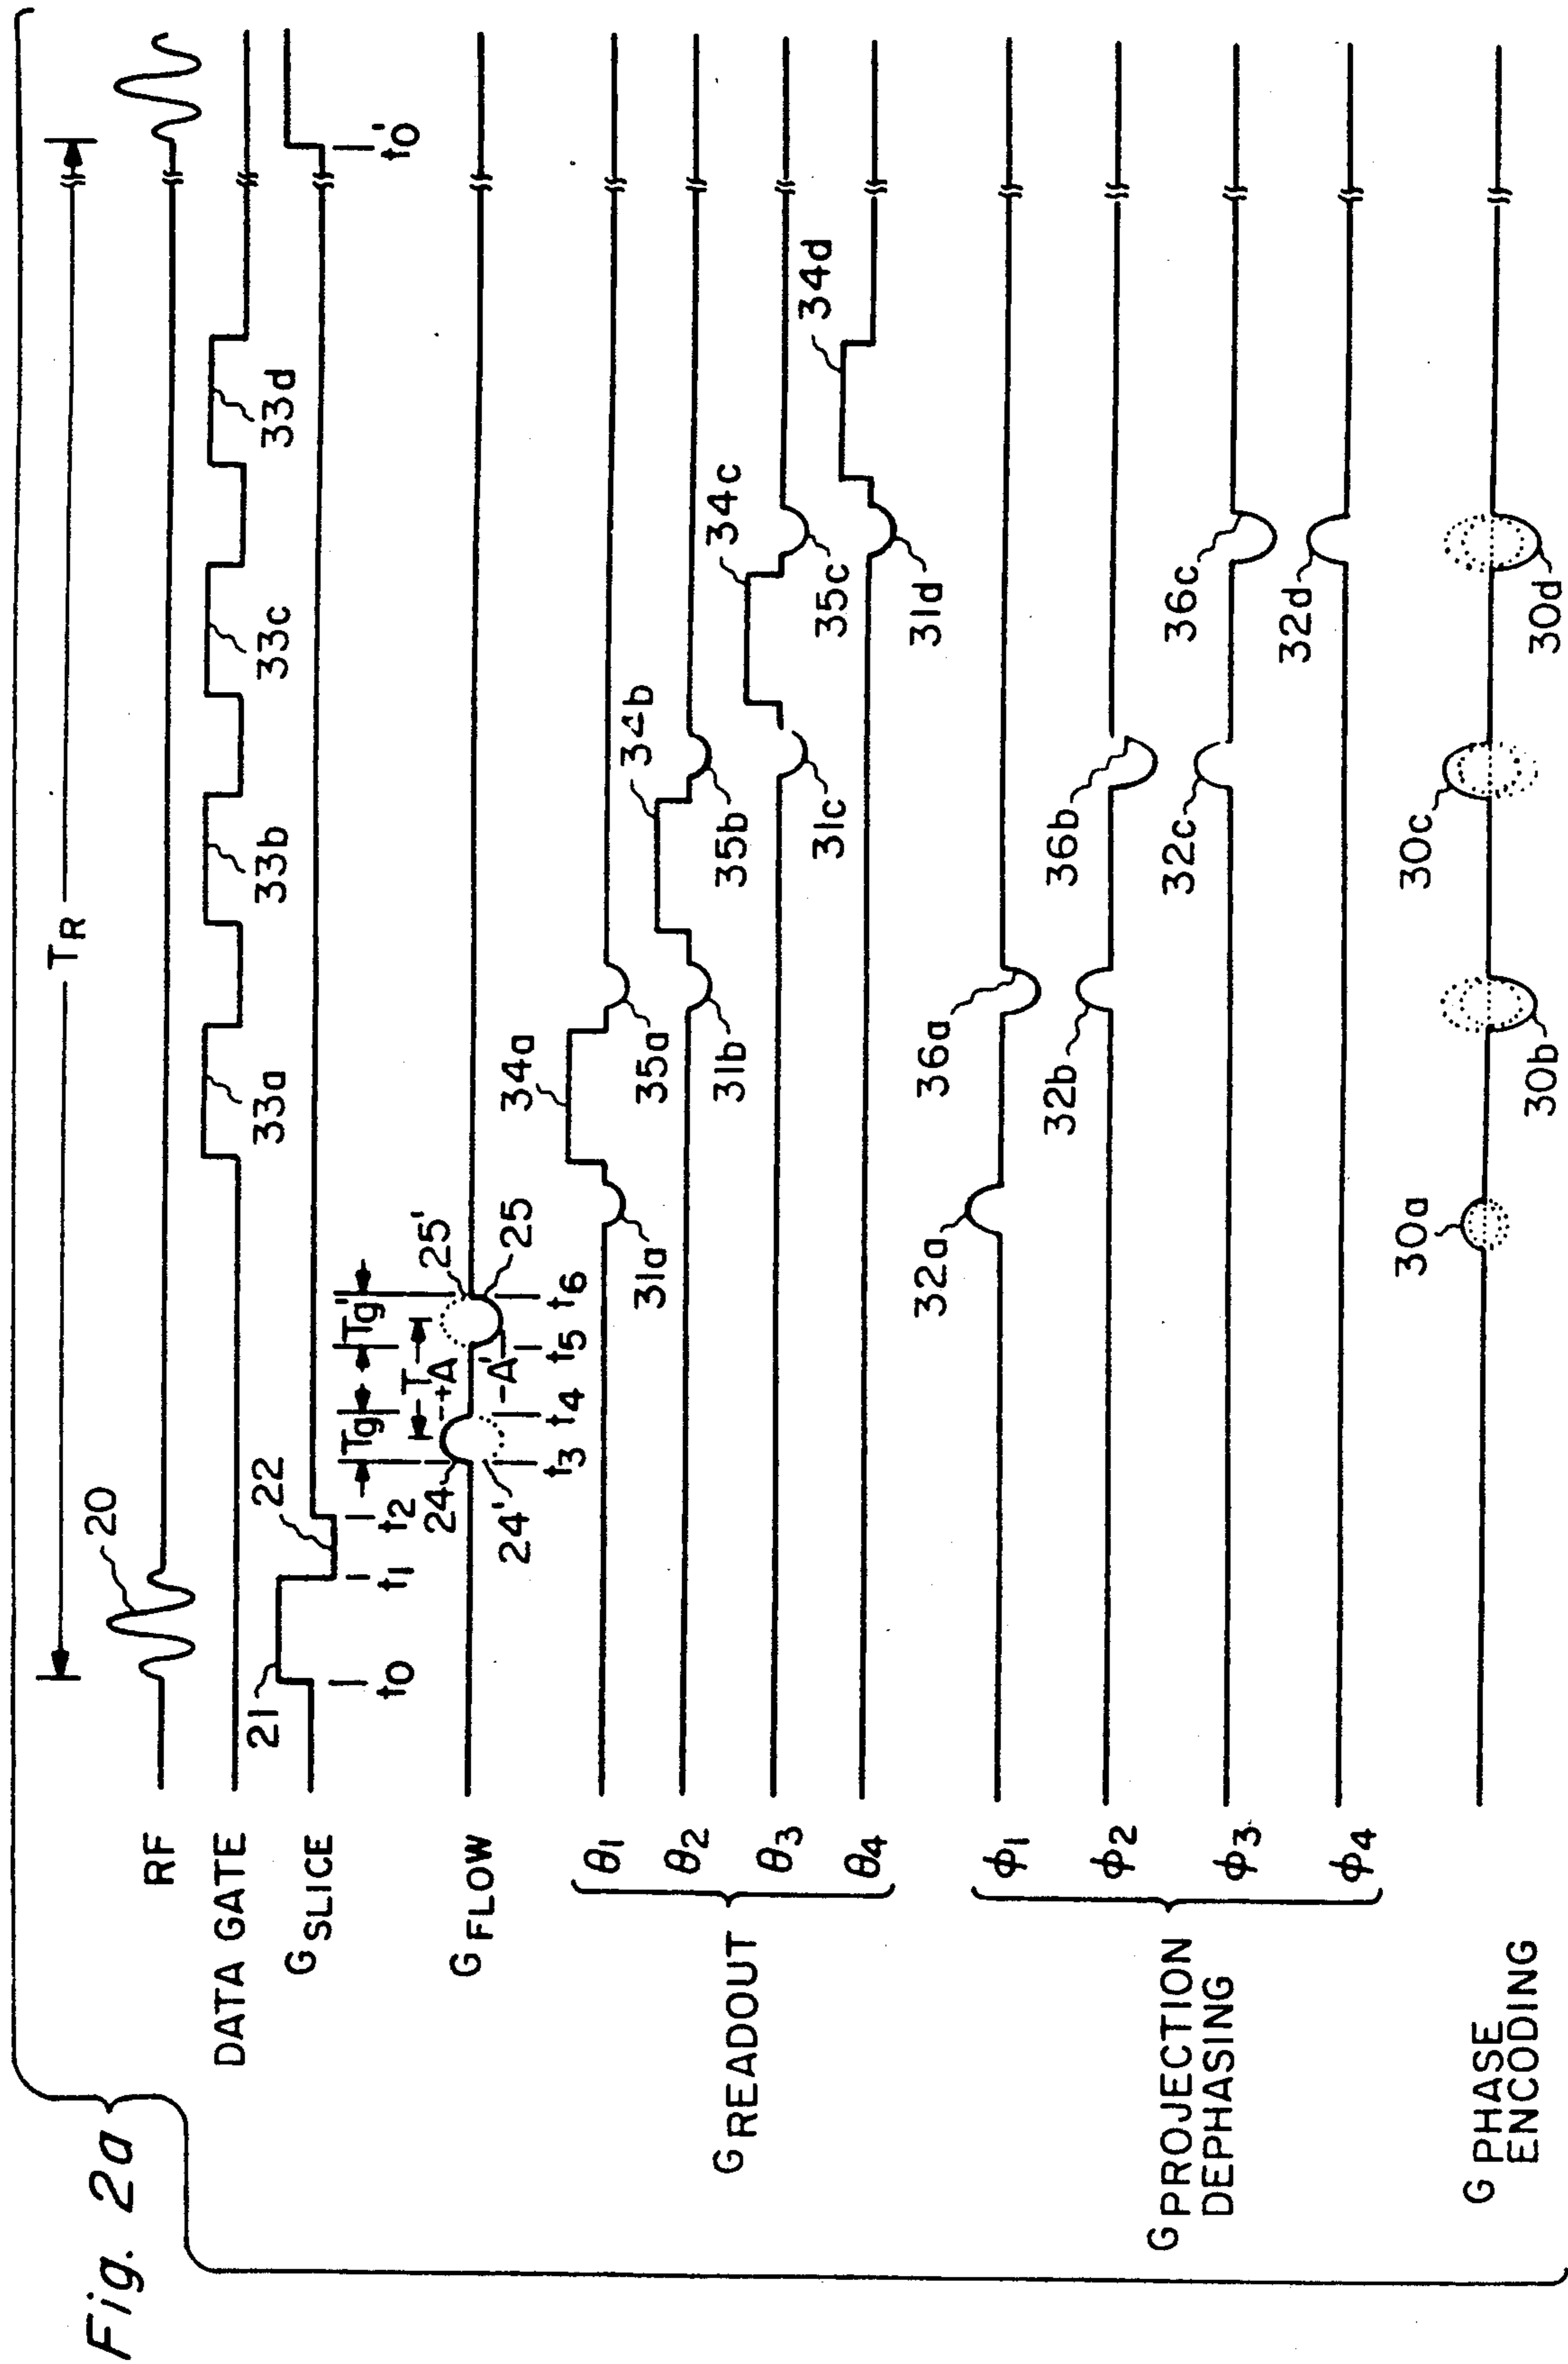 Fig. 2a
TR
RF
20
DATA GATE
33a
33b
33c
33d
G SLICE
21
22
t0
t1
t2
t0'
G FLOW
Tg
Tg'
T
+A
-A'
24
24'
25'
25
t3
t4
t5
t6
G READOUT
θ1
31a
34a
35a
θ2
31b
34b
35b
θ3
31c
34c
35c
θ4
31d
34d
G PROJECTION
DEPHASING
ϕ1
32a
36a
ϕ2
32b
36b
ϕ3
32c
36c
ϕ4
32d
G PHASE
ENCODING
30a
30b
30c
30d